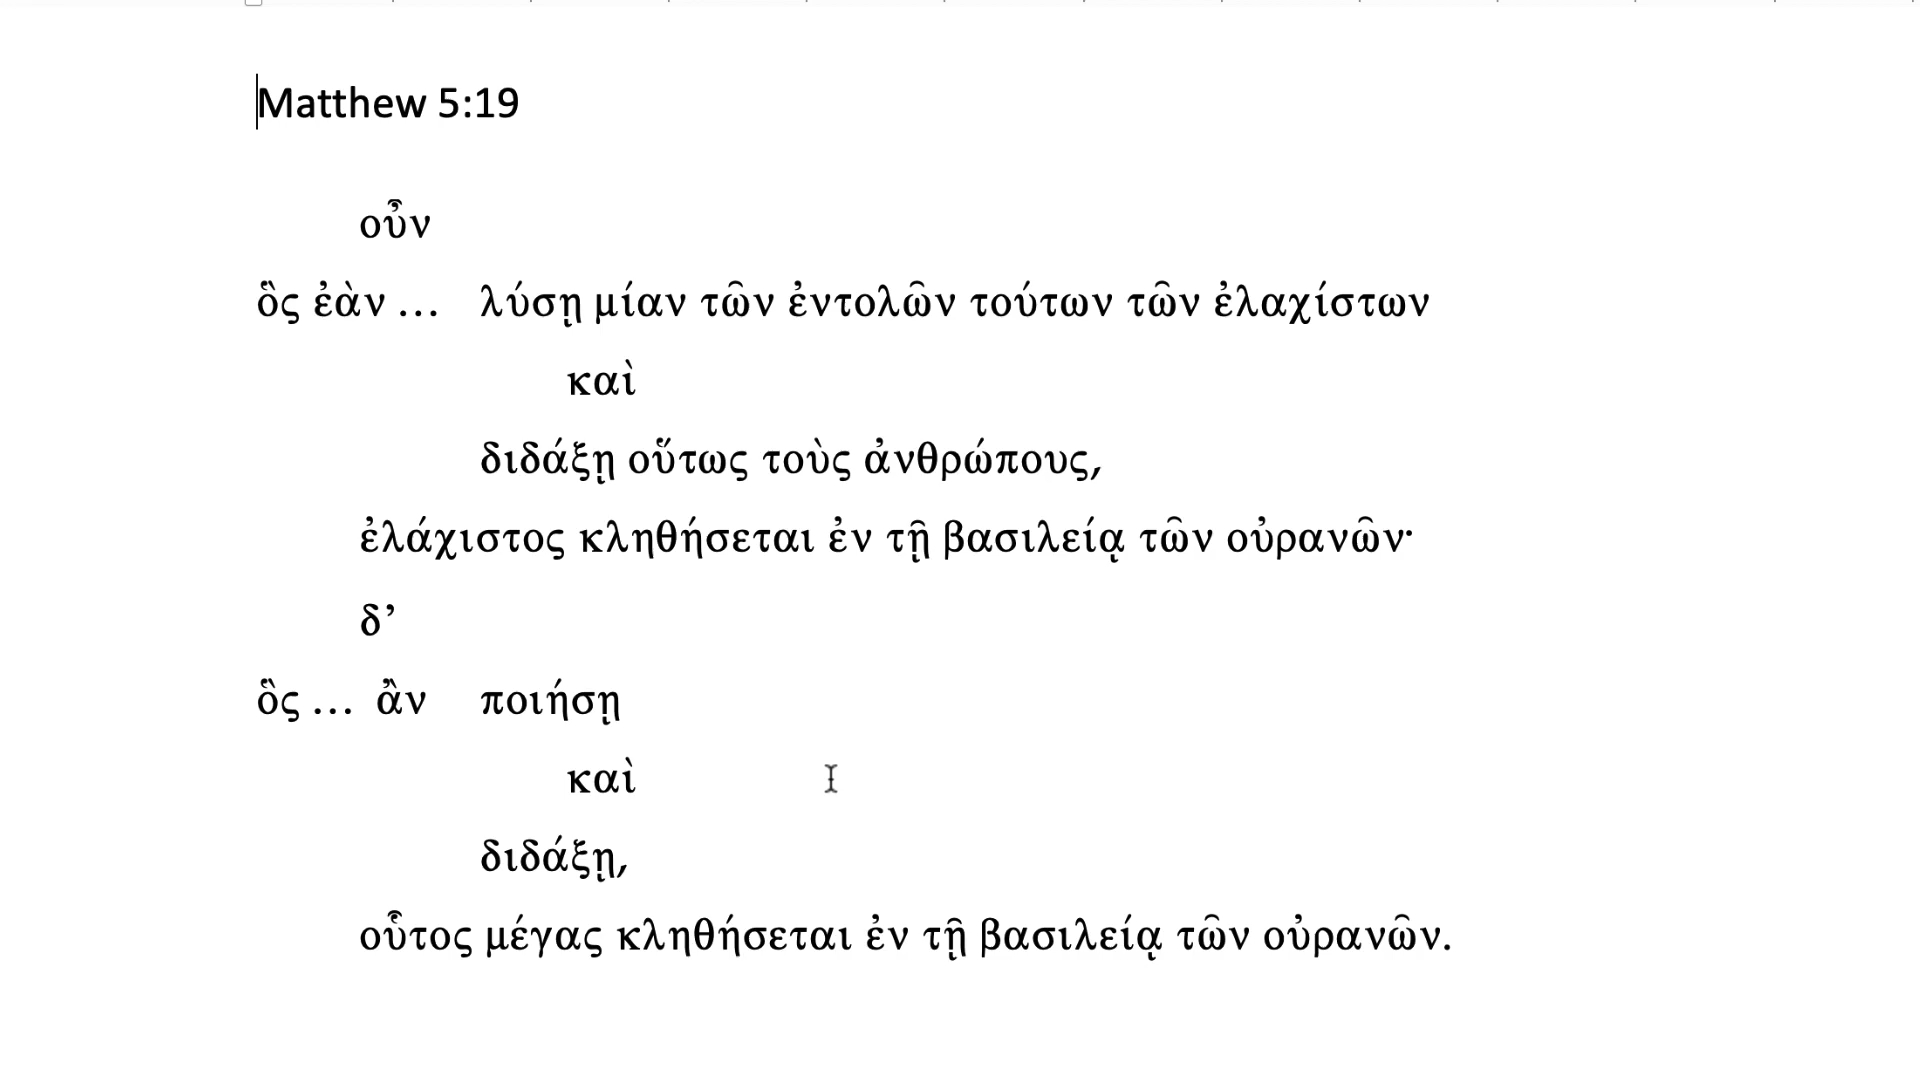 Matthew 5:19
οὖν
ὃς ἐὰν … λύσῃ μίαν τῶν ἐντολῶν τούτων τῶν ἐλαχίστων
καὶ
διδάξῃ οὕτως τοὺς ἀνθρώπους,
ἐλάχιστος κληθήσεται ἐν τῇ βασιλείᾳ τῶν οὐρανῶν·
δ’
ὃς … ἂν ποιήσῃ
καὶ
διδάξῃ,
οὗτος μέγας κληθήσεται ἐν τῇ βασιλείᾳ τῶν οὐρανῶν.